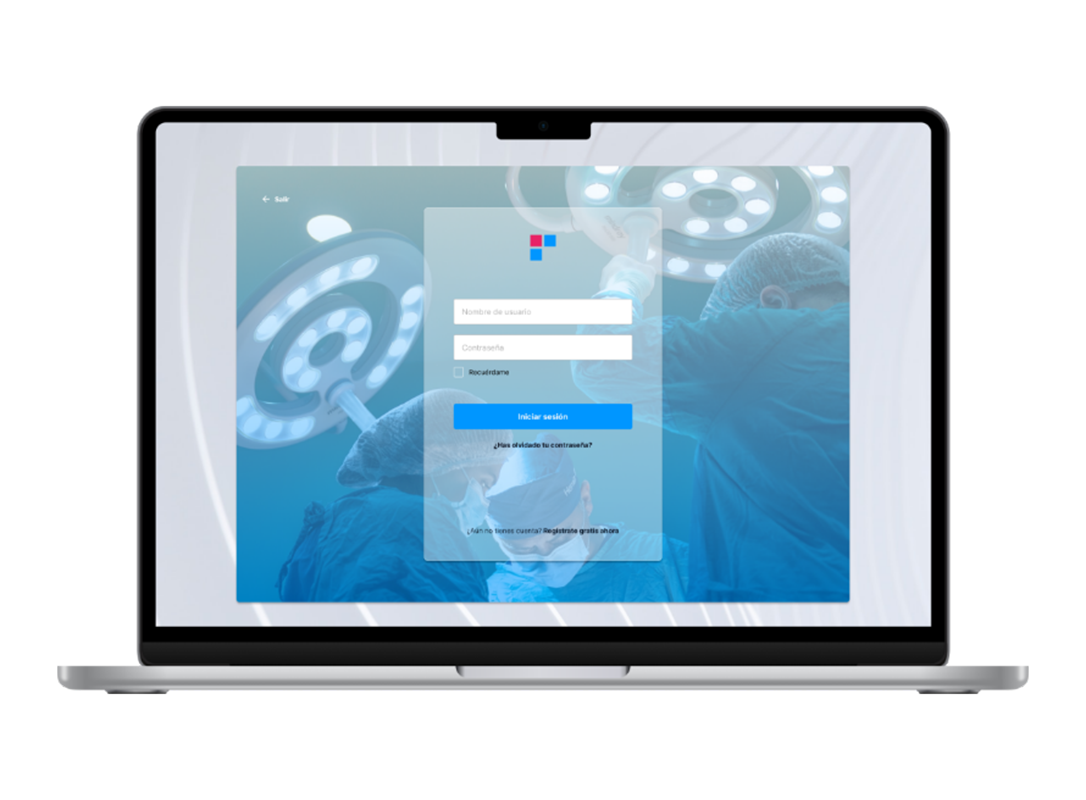 ← Salir
Nombre de usuario
Contraseña
Recuérdame
Iniciar sesión
¿Has olvidado tu contraseña?
¿Aún no tienes cuenta? Regístrate gratis ahora